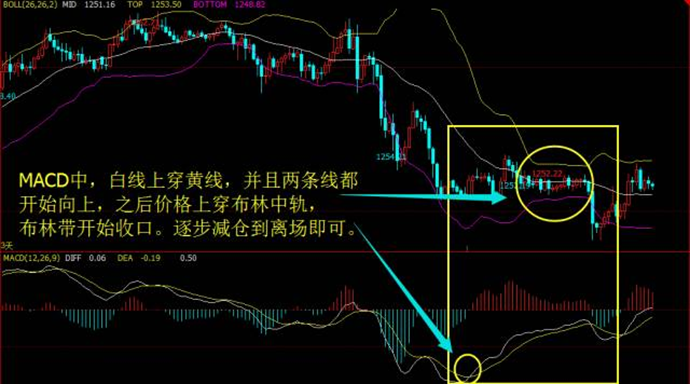 BOLL(26,26,2) MID 1251.16 TOP 1253.50 BOTTOM 1248.82
3.40
MACD中，白线上穿黄线，并且两条线都
开始向上，之后价格上穿布林中轨，
布林带开始收口。逐步减仓到离场即可。
1252.22
3天
MACD(12,26,9) DIFF 0.06 DEA -0.19 0.50